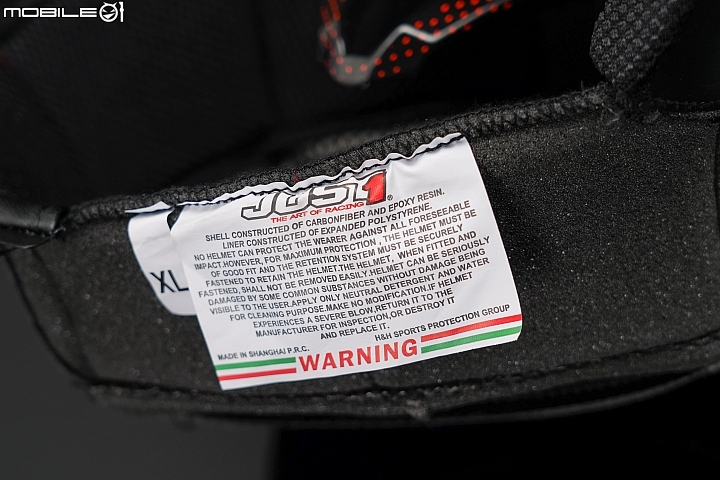 MOBILE01
JUST1®
THE ART OF RACING
SHELL CONSTRUCTED OF CARBONFIBER AND EPOXY RESIN.
LINER CONSTRUCTED OF EXPANDED POLYSTYRENE.
NO HELMET CAN PROTECT THE WEARER AGAINST ALL FORESEEABLE
IMPACT.HOWEVER, FOR MAXIMUM PROTECTION , THE HELMET MUST BE
OF GOOD FIT AND THE RETENTION SYSTEM MUST BE SECURELY
FASTENED TO RETAIN THE HELMET.THE HELMET, WHEN FITTED AND
FASTENED, SHALL NOT BE REMOVED EASILY.HELMET CAN BE SERIOUSLY
DAMAGED BY SOME COMMON SUBSTANCES WITHOUT DAMAGE BEING
VISIBLE TO THE USER.APPLY ONLY NEUTRAL DETERGENT AND WATER
FOR CLEANING PURPOSE.MAKE NO MODIFICATION.IF HELMET
EXPERIENCES A SEVERE BLOW,RETURN IT TO THE
MANUFACTURER FOR INSPECTION,OR DESTROY IT
AND REPLACE IT.
MADE IN SHANGHAI P.R.C.
H&H SPORTS PROTECTION GROUP
WARNING
XL